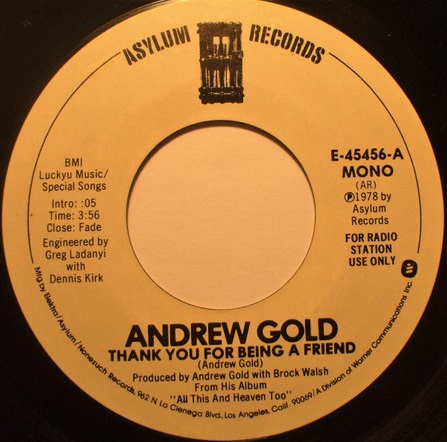 ASYLUM RECORDS
BMI
Luckyu Music/
Special Songs
Intro: :05
Time: 3:56
Close: Fade
Engineered by
Greg Ladanyi
with
Dennis Kirk
E-45456-A
MONO
(AR)
Ⓟ1978 by
Asylum
Records
FOR RADIO
STATION
USE ONLY
ANDREW GOLD
THANK YOU FOR BEING A FRIEND
(Andrew Gold)
Produced by Andrew Gold with Brock Walsh
From His Album
"All This And Heaven Too"
Mfg by Elektra/Asylum/Nonesuch Records, 962 N. La Cienega Blvd., Los Angeles, Calif. 90069/A Division of Warner Communications Inc.